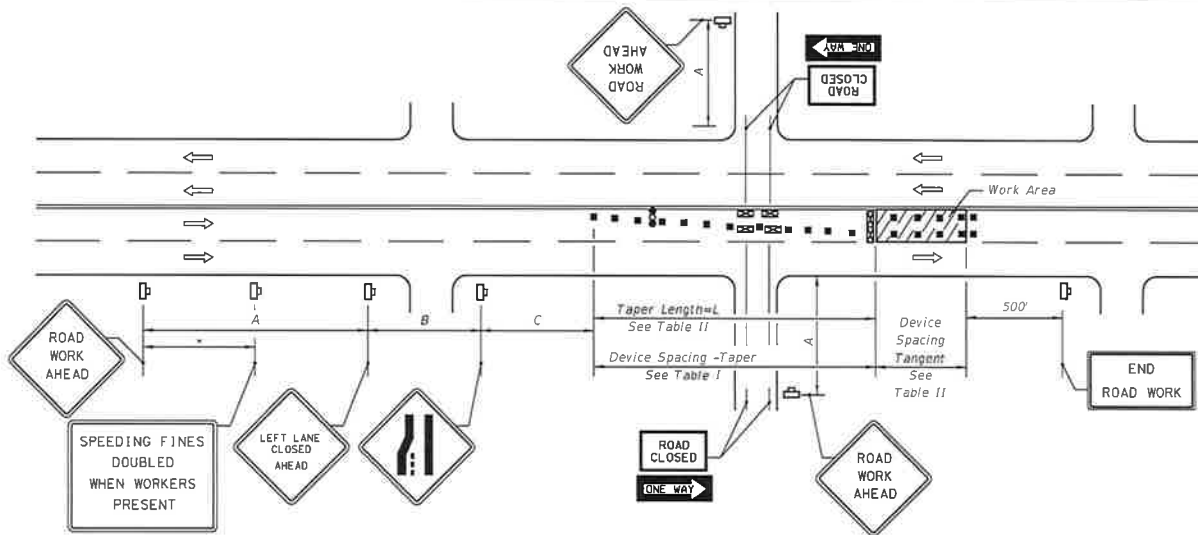 ROAD
WORK
AHEAD
A
ONE WAY
ROAD
CLOSED
Work Area
A
B
C
Taper Length=L
See Table II
Device Spacing -Taper
See Table I
A
Device
Spacing
Tangent
See
Table II
500'
ROAD
WORK
AHEAD
SPEEDING FINES
DOUBLED
WHEN WORKERS
PRESENT
LEFT LANE
CLOSED
AHEAD
ROAD
CLOSED
ONE WAY
ROAD
WORK
AHEAD
END
ROAD WORK